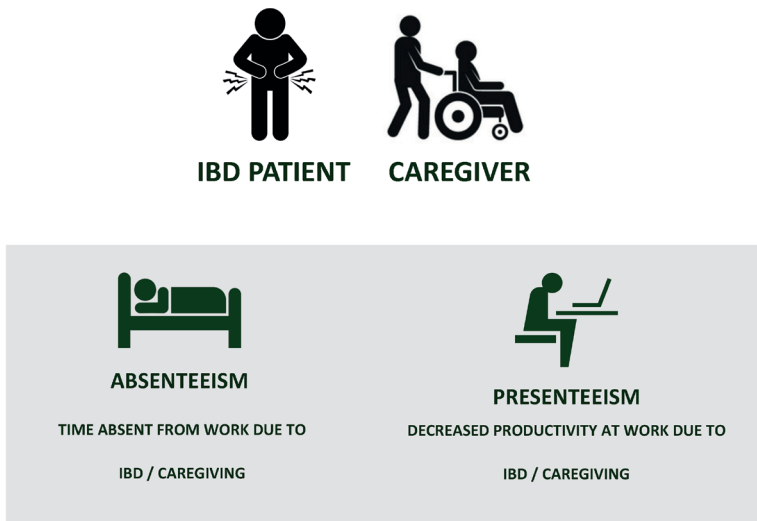 IBD PATIENT
CAREGIVER
ABSENTEEISM
TIME ABSENT FROM WORK DUE TO
IBD / CAREGIVING
PRESENTEEISM
DECREASED PRODUCTIVITY AT WORK DUE TO
IBD / CAREGIVING